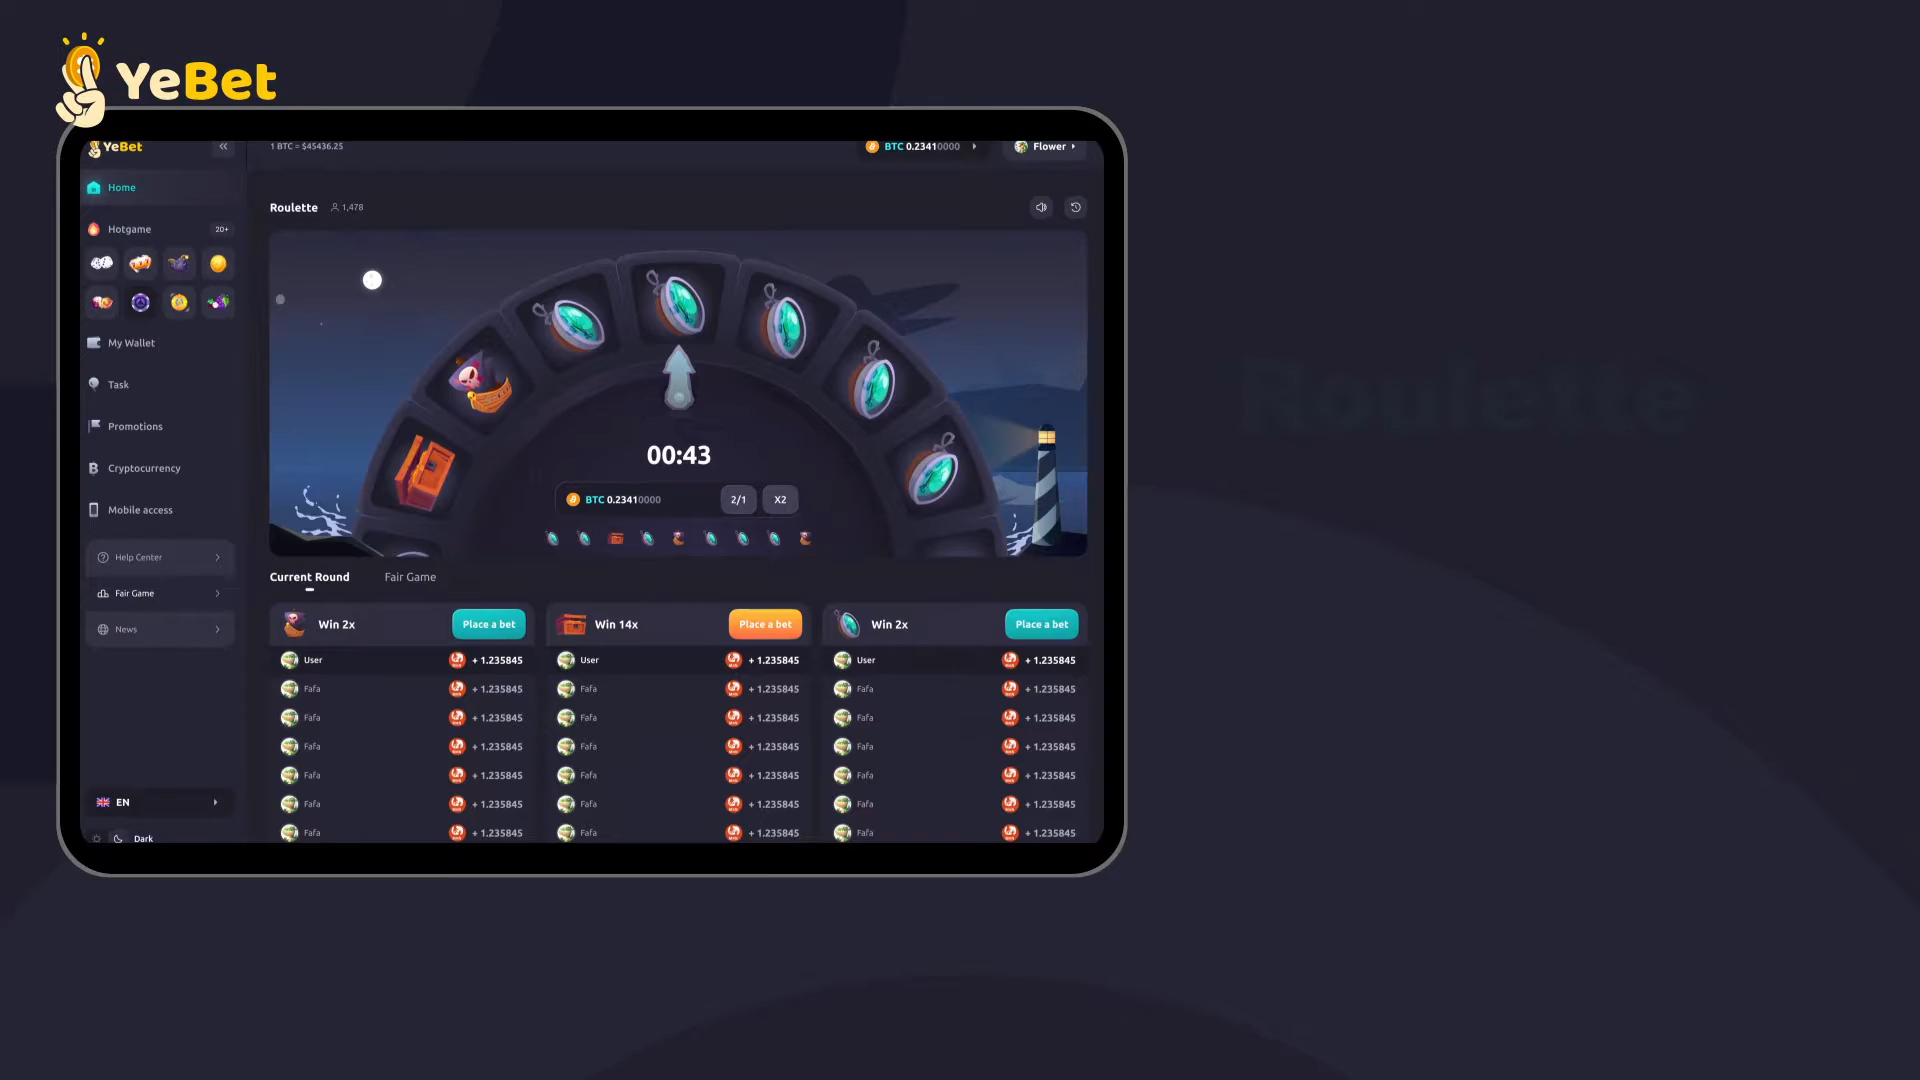 YeBet
YeBet
1 BTC = $45436.25
BTC 0.23410000
Flower
Home
Roulette
1,478
Hotgame
20+
My Wallet
Task
Roulette
Promotions
00:43
Cryptocurrency
BTC 0.23410000
2/1
X2
Mobile access
Help Center
Current Round
Fair Game
Fair Game
Win 2x
Place a bet
Win 14x
Place a bet
Win 2x
Place a bet
News
User
+ 1.235845
User
+ 1.235845
User
+ 1.235845
Fafa
+ 1.235845
Fafa
+ 1.235845
Fafa
+ 1.235845
Fafa
+ 1.235845
Fafa
+ 1.235845
Fafa
+ 1.235845
Fafa
+ 1.235845
Fafa
+ 1.235845
Fafa
+ 1.235845
Fafa
+ 1.235845
Fafa
+ 1.235845
Fafa
+ 1.235845
EN
Fafa
+ 1.235845
Fafa
+ 1.235845
Fafa
+ 1.235845
Dark
Fafa
+ 1.235845
Fafa
+ 1.235845
Fafa
+ 1.235845